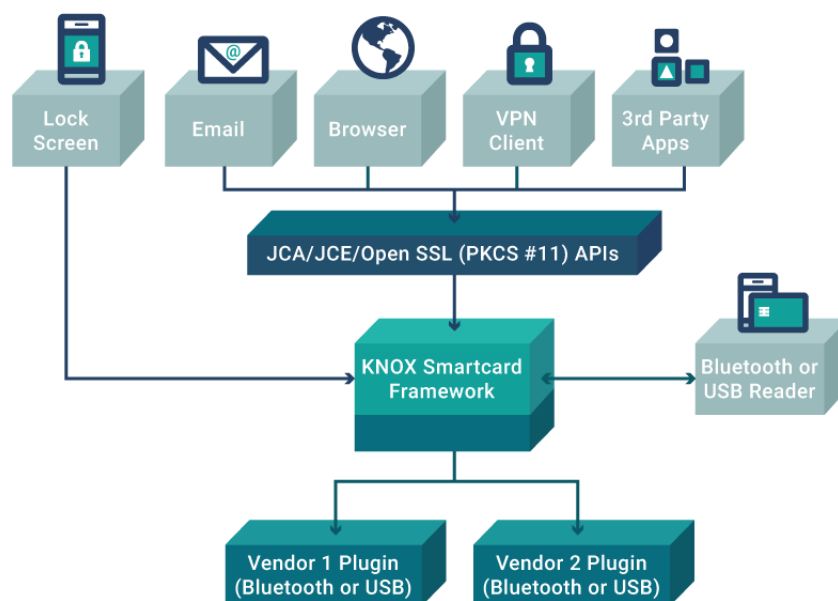 @
Lock
Screen
Email
Browser
VPN
Client
3rd Party
Apps
JCA/JCE/Open SSL (PKCS #11) APIs
KNOX Smartcard
Framework
Bluetooth or
USB Reader
Vendor 1 Plugin
(Bluetooth or USB)
Vendor 2 Plugin
(Bluetooth or USB)